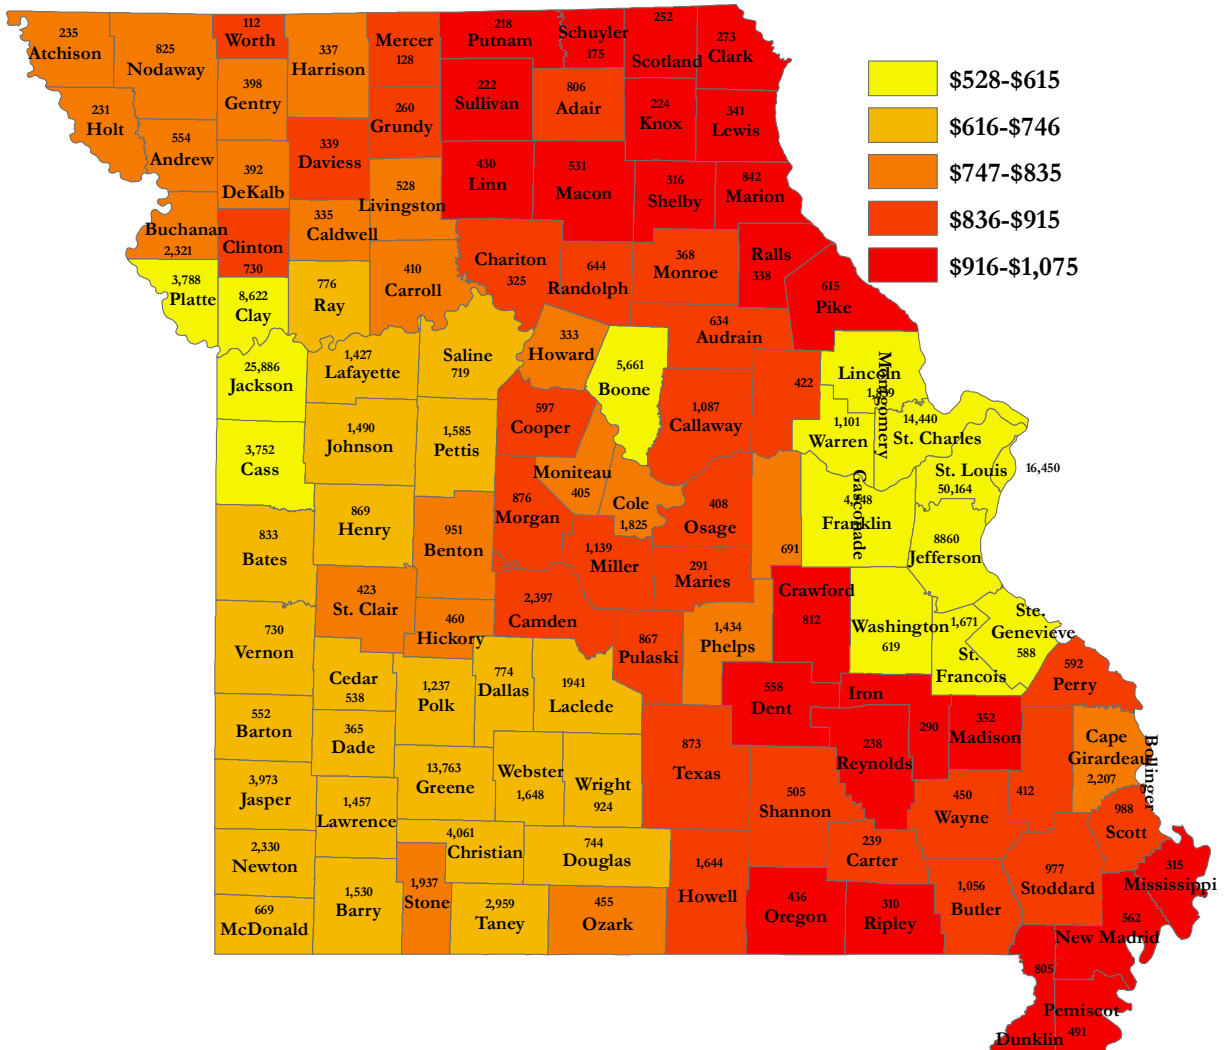 $528-$615
$616-$746
$747-$835
$836-$915
$916-$1,075
235
Atchison
825
Nodaway
112
Worth
337
Harrison
Mercer
128
218
Putnam
Schuyler
175
252
Scotland
273
Clark
231
Holt
398
Gentry
260
Grundy
222
Sullivan
806
Adair
224
Knox
341
Lewis
554
Andrew
392
DeKalb
339
Daviess
528
Livingston
430
Linn
531
Macon
316
Shelby
842
Marion
Buchanan
2,321
Clinton
730
335
Caldwell
410
Carroll
Chariton
325
644
Randolph
368
Monroe
Ralls
338
615
Pike
3,788
Platte
8,622
Clay
776
Ray
25,886
Jackson
1,427
Lafayette
Saline
719
333
Howard
5,661
Boone
634
Audrain
1,087
Callaway
422
Montgomery
Lincoln
1,101
Warren
14,440
St. Charles
St. Louis
50,164
16,450
3,752
Cass
1,490
Johnson
1,585
Pettis
597
Cooper
Moniteau
405
Cole
1,825
408
Osage
Gasconade
691
Franklin
8860
Jefferson
833
Bates
869
Henry
951
Benton
876
Morgan
1,139
Miller
291
Maries
730
Vernon
423
St. Clair
460
Hickory
2,397
Camden
867
Pulaski
1,434
Phelps
Crawford
812
Washington
619
1,671
St.
Francois
Ste.
Genevieve
588
592
Perry
552
Barton
Cedar
538
365
Dade
1,237
Polk
774
Dallas
1941
Laclede
558
Dent
Iron
290
352
Madison
238
Reynolds
3,973
Jasper
1,457
Lawrence
13,763
Greene
Webster
1,648
Wright
924
873
Texas
505
Shannon
450
Wayne
412
Bollinger
Cape
Girardeau
2,207
988
Scott
2,330
Newton
4,061
Christian
744
Douglas
1,644
Howell
239
Carter
977
Stoddard
315
Mississippi
669
McDonald
1,530
Barry
1,937
Stone
2,959
Taney
455
Ozark
436
Oregon
310
Ripley
1,056
Butler
562
New Madrid
805
Dunklin
Pemiscot
491